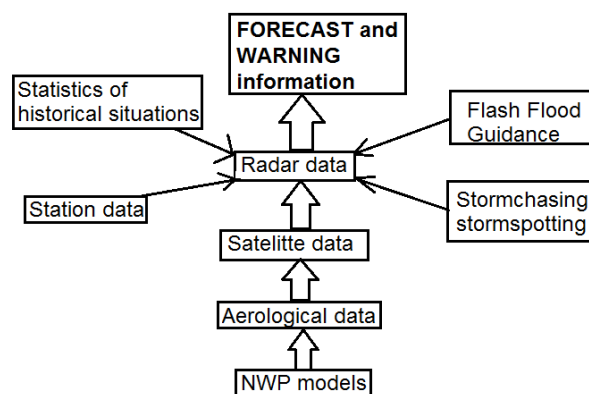 FORECAST and
WARNING
information
Statistics of
historical situations
Flash Flood
Guidance
Radar data
Station data
Stormchasing
stormspotting
Satelitte data
Aerological data
NWP models